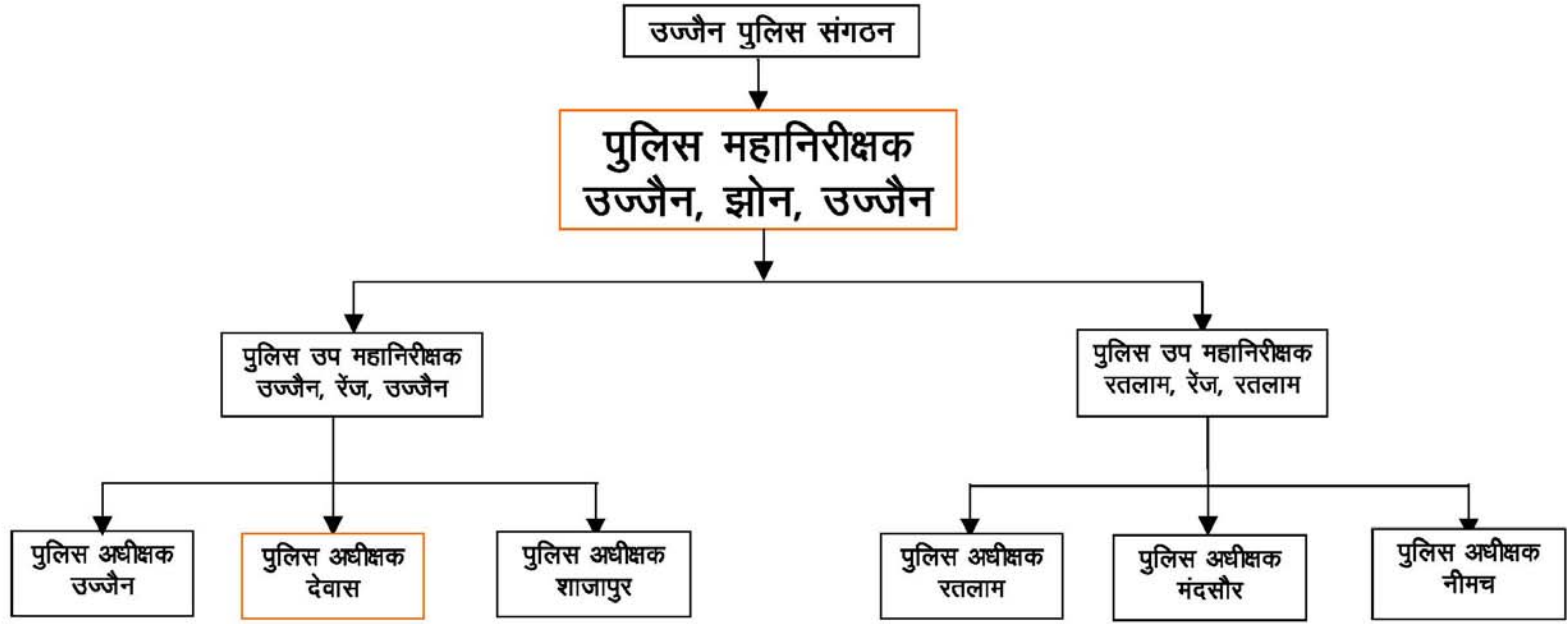 उज्जैन पुलिस संगठन
पुलिस महानिरीक्षक
उज्जैन, झोन, उज्जैन
पुलिस उप महानिरीक्षक
उज्जैन, रेंज, उज्जैन
पुलिस उप महानिरीक्षक
रतलाम, रेंज, रतलाम
पुलिस अधीक्षक
उज्जैन
पुलिस अधीक्षक
देवास
पुलिस अधीक्षक
शाजापुर
पुलिस अधीक्षक
रतलाम
पुलिस अधीक्षक
मंदसौर
पुलिस अधीक्षक
नीमच